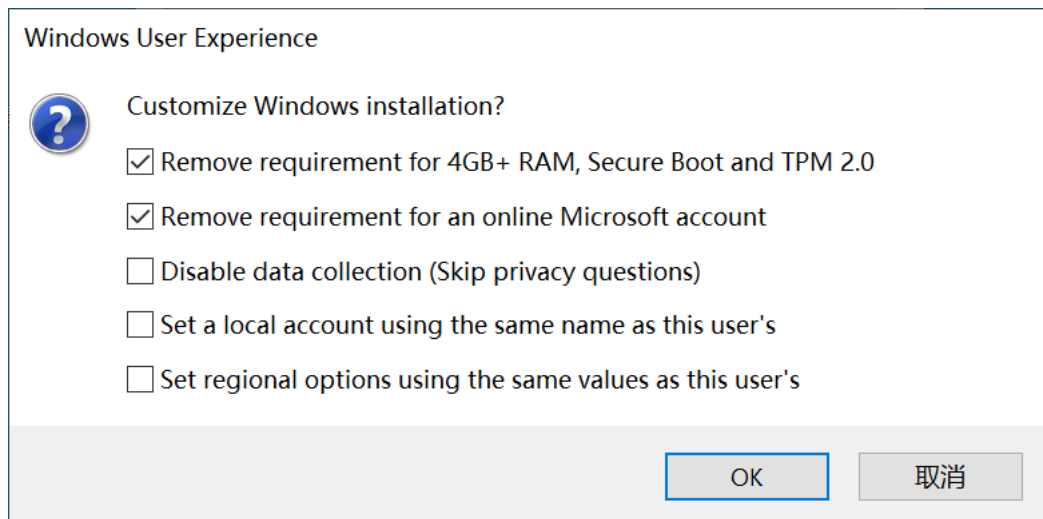 Windows User Experience
Customize Windows installation?
Remove requirement for 4GB+ RAM, Secure Boot and TPM 2.0
Remove requirement for an online Microsoft account
Disable data collection (Skip privacy questions)
Set a local account using the same name as this user's
Set regional options using the same values as this user's
OK 取消